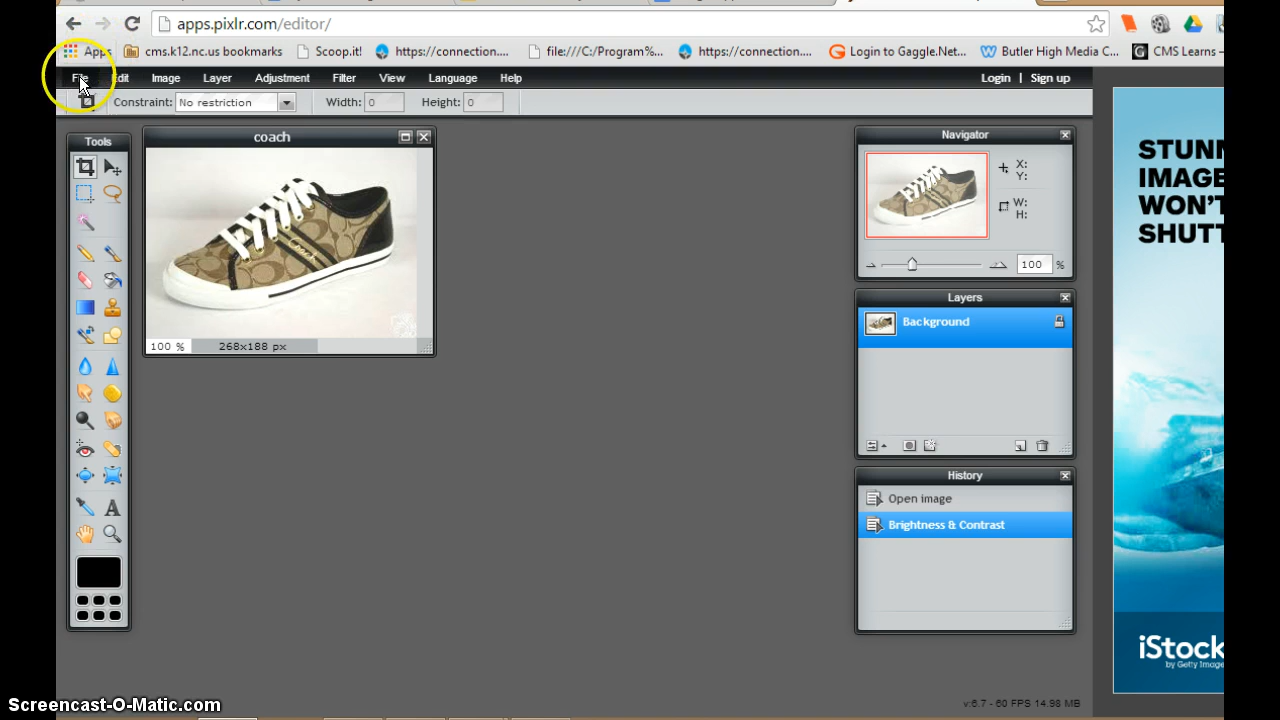 apps.pixlr.com/editor/
Apps cms.k12.nc.us bookmarks Scoop.it! https://connection.... file:///C:/Program%... https://connection.... Login to Gaggle.Net... Butler High Media C... CMS Learns –
File Edit Image Layer Adjustment Filter View Language Help Login | Sign up
Constraint: No restriction Width: 0 Height: 0
Tools
coach
100 % 268x188 px
Navigator
X:
Y:
W:
H:
100 %
Layers
Background
History
Open image
Brightness & Contrast
STUNN
IMAGE
WON'T
SHUTT
iStock
by Getty Image
v:6.7 - 60 FPS 14.98 MB
Screencast-O-Matic.com